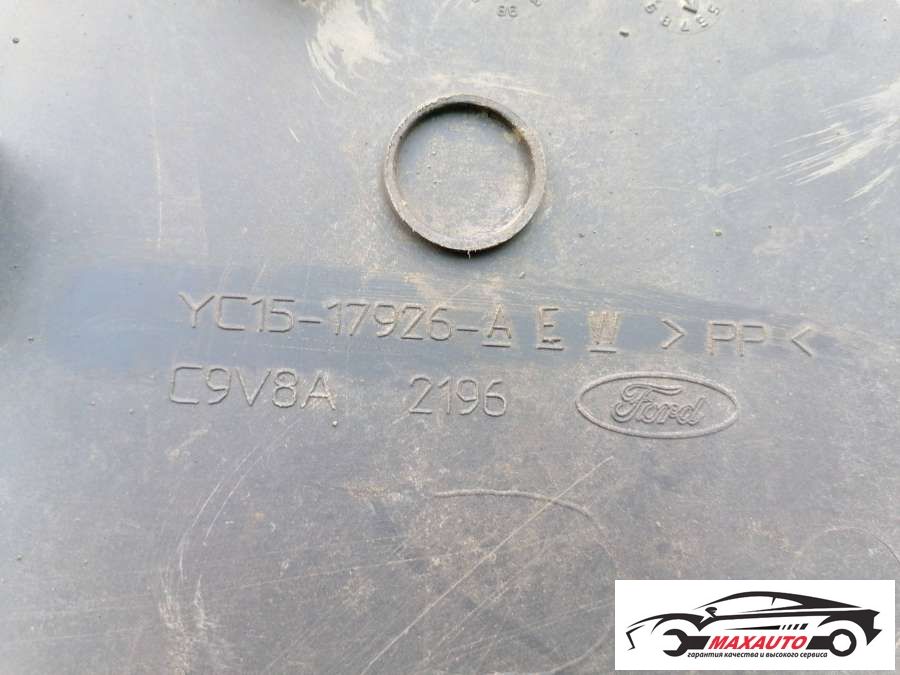 YC15-17926-A E W >PP<
C9V8A 2196 Ford
MAXAUTO
гарантия качества и высокого сервиса